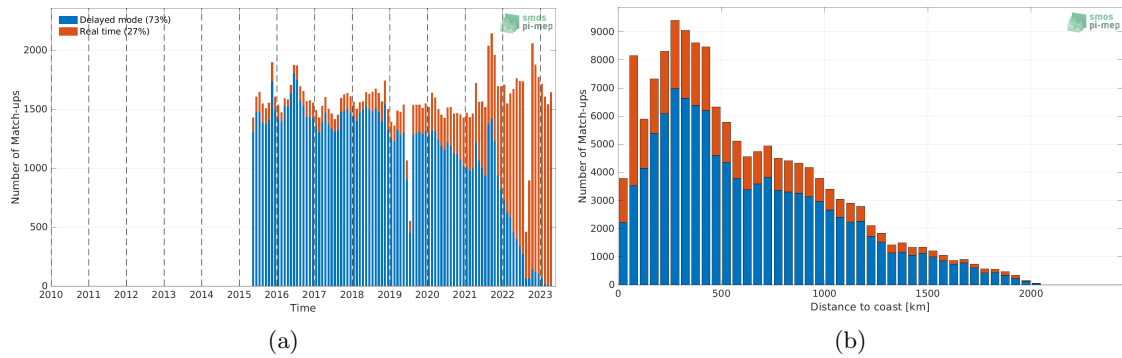 Delayed mode (73%)
Real time (27%)
smos
pi-mep
Number of Match-ups
2000
1500
1000
500
0
2010 2011 2012 2013 2014 2015 2016 2017 2018 2019 2020 2021 2022 2023
Time
(a)
smos
pi-mep
Number of Match-ups
9000
8000
7000
6000
5000
4000
3000
2000
1000
0
0 500 1000 1500 2000
Distance to coast [km]
(b)